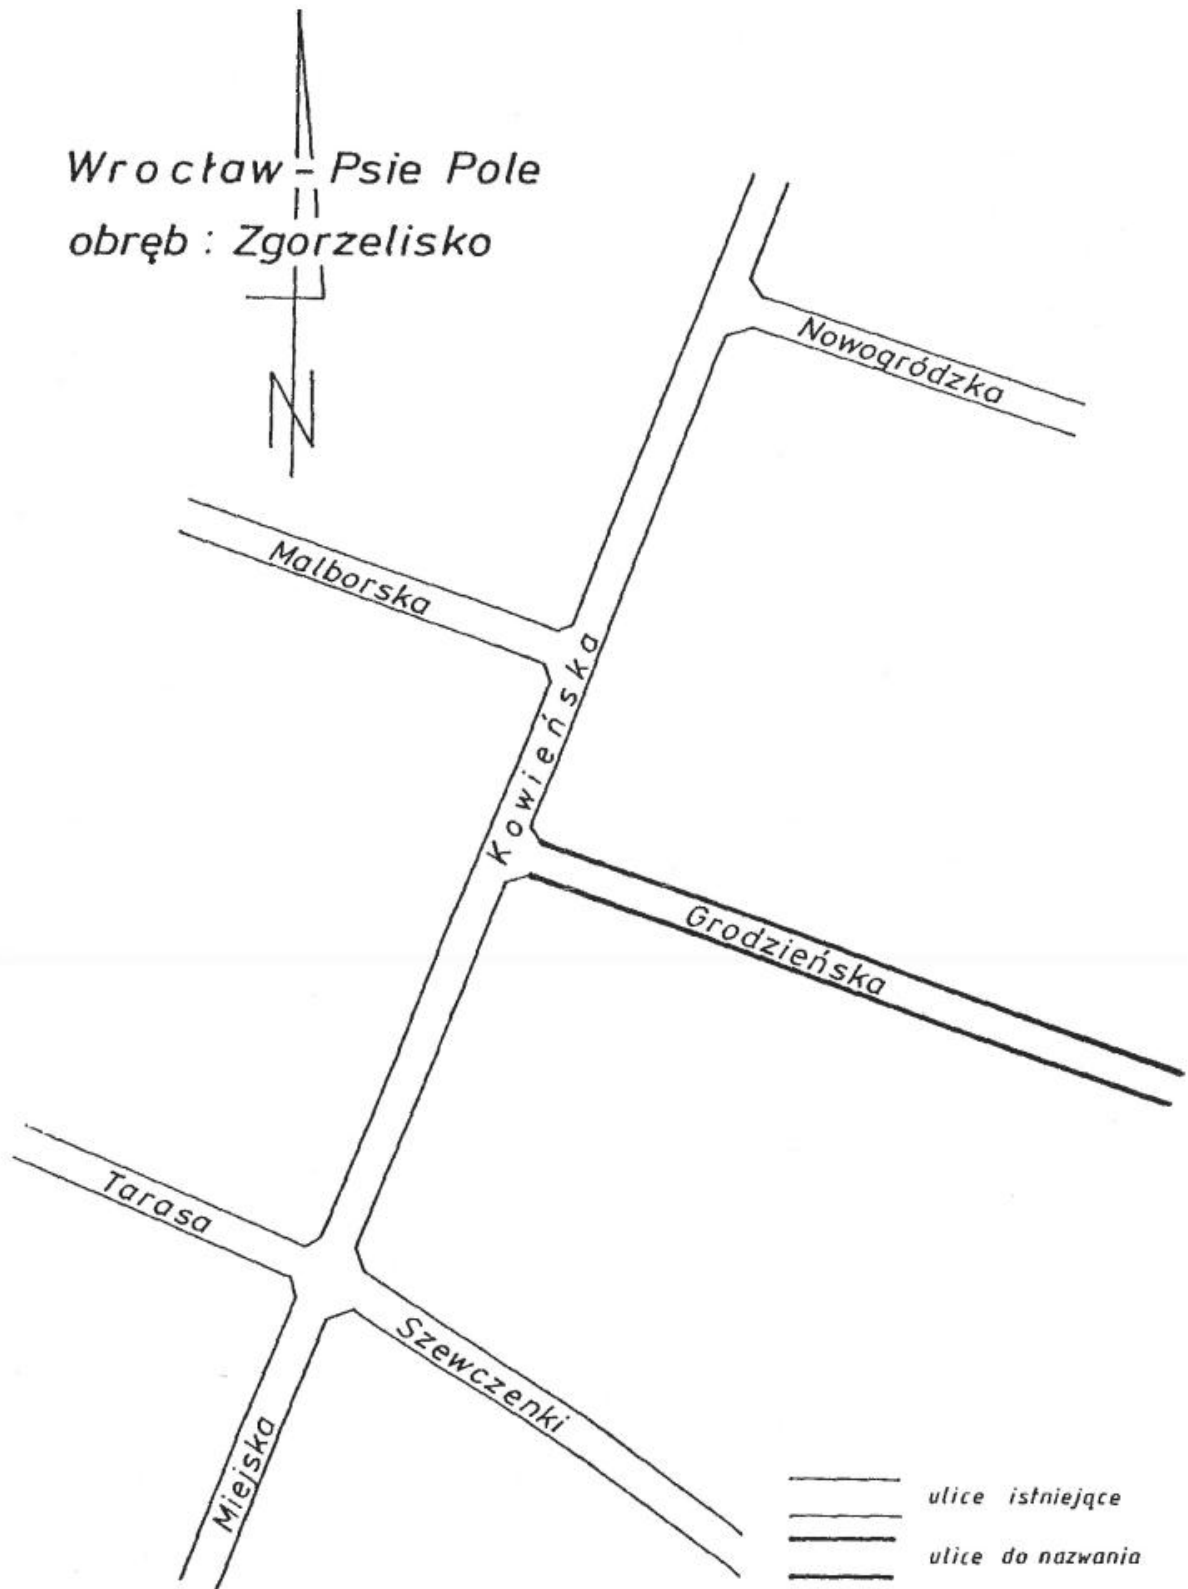 Wrocław - Psie Pole
obręb : Zgorzelisko
N
Nowogródzka
Malborska
Kowieńska
Grodzieńska
Tarasa
Szewczenki
Miejska
ulice istniejące
ulice do nazwania